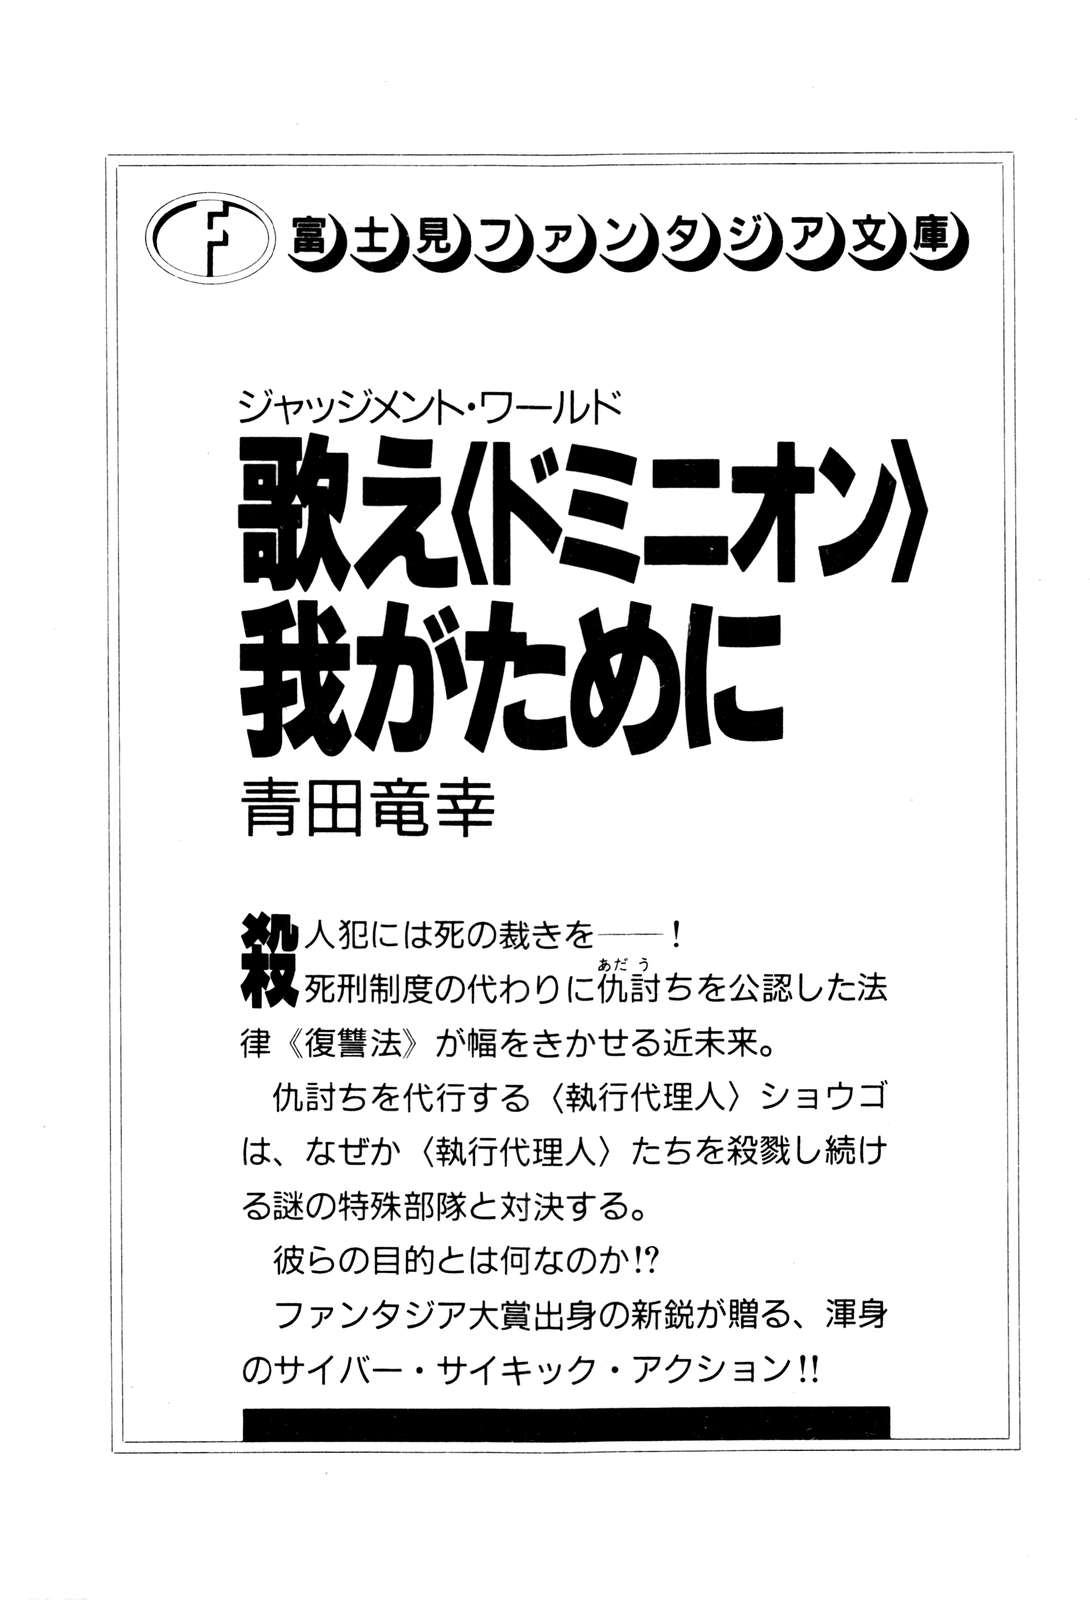 富士見ファンタジア文庫
ジャッジメント・ワールド
歌え〈ドミニオン〉
我がために
青田竜幸
殺人犯には死の裁きを――!
死刑制度の代わりに仇討ちを公認した法
律《復讐法》が幅をきかせる近未来。
仇討ちを代行する〈執行代理人〉ショウゴ
は、なぜか〈執行代理人〉たちを殺戮し続け
る謎の特殊部隊と対決する。
彼らの目的とは何なのか!?
ファンタジア大賞出身の新鋭が贈る、渾身
のサイバー・サイキック・アクション!!